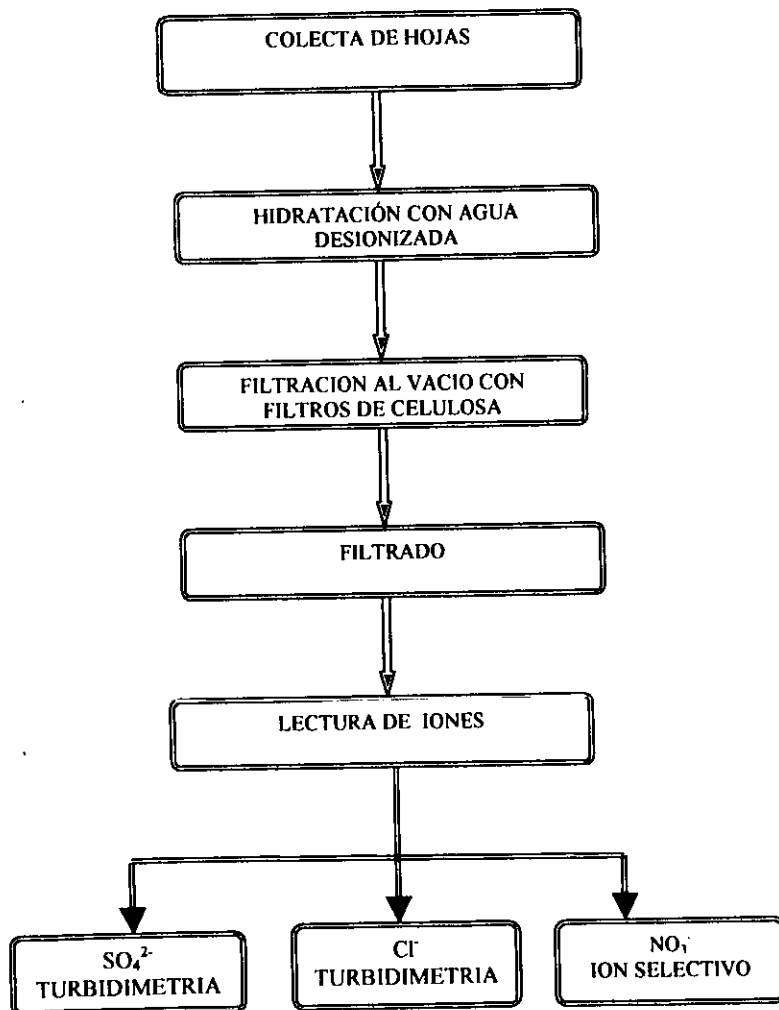 COLECTA DE HOJAS
HIDRATACIÓN CON AGUA
DESIONIZADA
FILTRACION AL VACIO CON
FILTROS DE CELULOSA
FILTRADO
LECTURA DE IONES
SO₄²⁻
TURBIDIMETRIA
Cl⁻
TURBIDIMETRIA
NO₃⁻
ION SELECTIVO